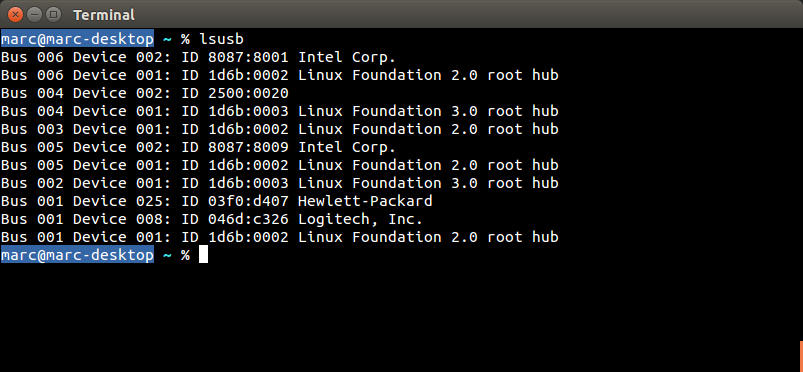 Terminal
marc@marc-desktop ~ % lsusb
Bus 006 Device 002: ID 8087:8001 Intel Corp.
Bus 006 Device 001: ID 1d6b:0002 Linux Foundation 2.0 root hub
Bus 004 Device 002: ID 2500:0020
Bus 004 Device 001: ID 1d6b:0003 Linux Foundation 3.0 root hub
Bus 003 Device 001: ID 1d6b:0002 Linux Foundation 2.0 root hub
Bus 005 Device 002: ID 8087:8009 Intel Corp.
Bus 005 Device 001: ID 1d6b:0002 Linux Foundation 2.0 root hub
Bus 002 Device 001: ID 1d6b:0003 Linux Foundation 3.0 root hub
Bus 001 Device 025: ID 03f0:d407 Hewlett-Packard
Bus 001 Device 008: ID 046d:c326 Logitech, Inc.
Bus 001 Device 001: ID 1d6b:0002 Linux Foundation 2.0 root hub
marc@marc-desktop ~ %